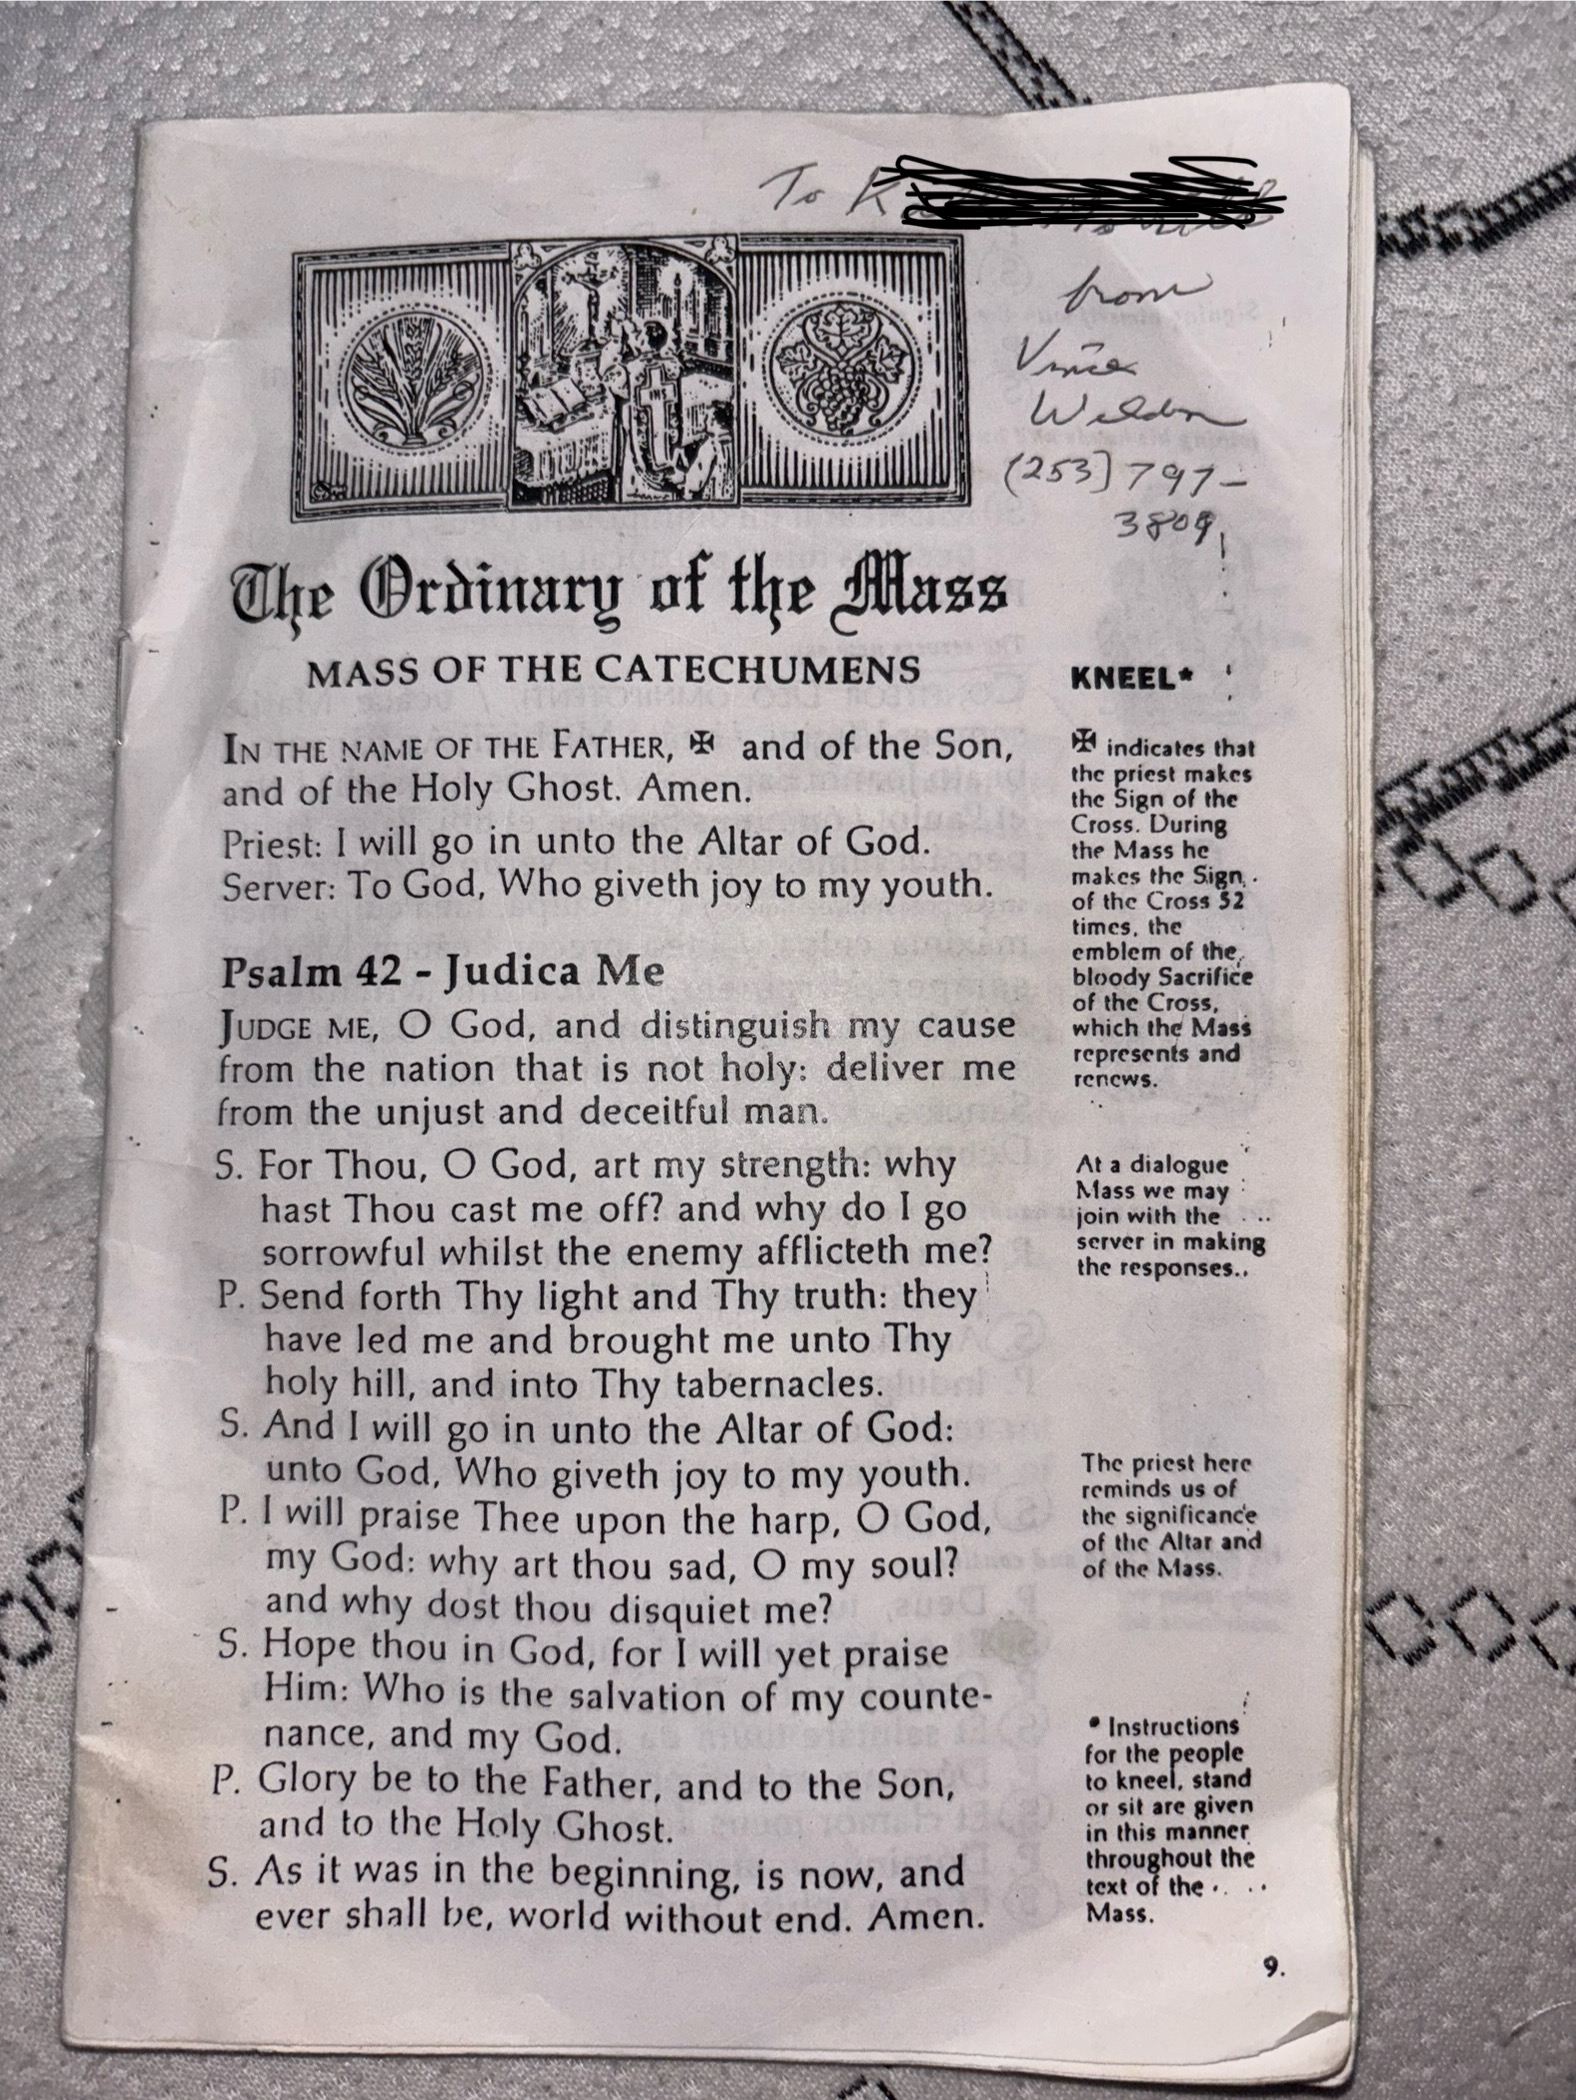 To K
from
Vince
Weldon
(253) 797-
3809
The Ordinary of the Mass
MASS OF THE CATECHUMENS
IN THE NAME OF THE FATHER, ✠ and of the Son,
and of the Holy Ghost. Amen.
Priest: I will go in unto the Altar of God.
Server: To God, Who giveth joy to my youth.
Psalm 42 - Judica Me
JUDGE ME, O God, and distinguish my cause
from the nation that is not holy: deliver me
from the unjust and deceitful man.
S. For Thou, O God, art my strength: why
hast Thou cast me off? and why do I go
sorrowful whilst the enemy afflicteth me?
P. Send forth Thy light and Thy truth: they
have led me and brought me unto Thy
holy hill, and into Thy tabernacles.
S. And I will go in unto the Altar of God:
unto God, Who giveth joy to my youth.
P. I will praise Thee upon the harp, O God,
my God: why art thou sad, O my soul?
and why dost thou disquiet me?
S. Hope thou in God, for I will yet praise
Him: Who is the salvation of my counte-
nance, and my God.
P. Glory be to the Father, and to the Son,
and to the Holy Ghost.
S. As it was in the beginning, is now, and
ever shall be, world without end. Amen.
KNEEL*
✠ indicates that
the priest makes
the Sign of the
Cross. During
the Mass he
makes the Sign
of the Cross 52
times, the
emblem of the
bloody Sacrifice
of the Cross,
which the Mass
represents and
renews.
At a dialogue
Mass we may
join with the
server in making
the responses.
The priest here
reminds us of
the significance
of the Altar and
of the Mass.
* Instructions
for the people
to kneel, stand
or sit are given
in this manner
throughout the
text of the
Mass.
9.